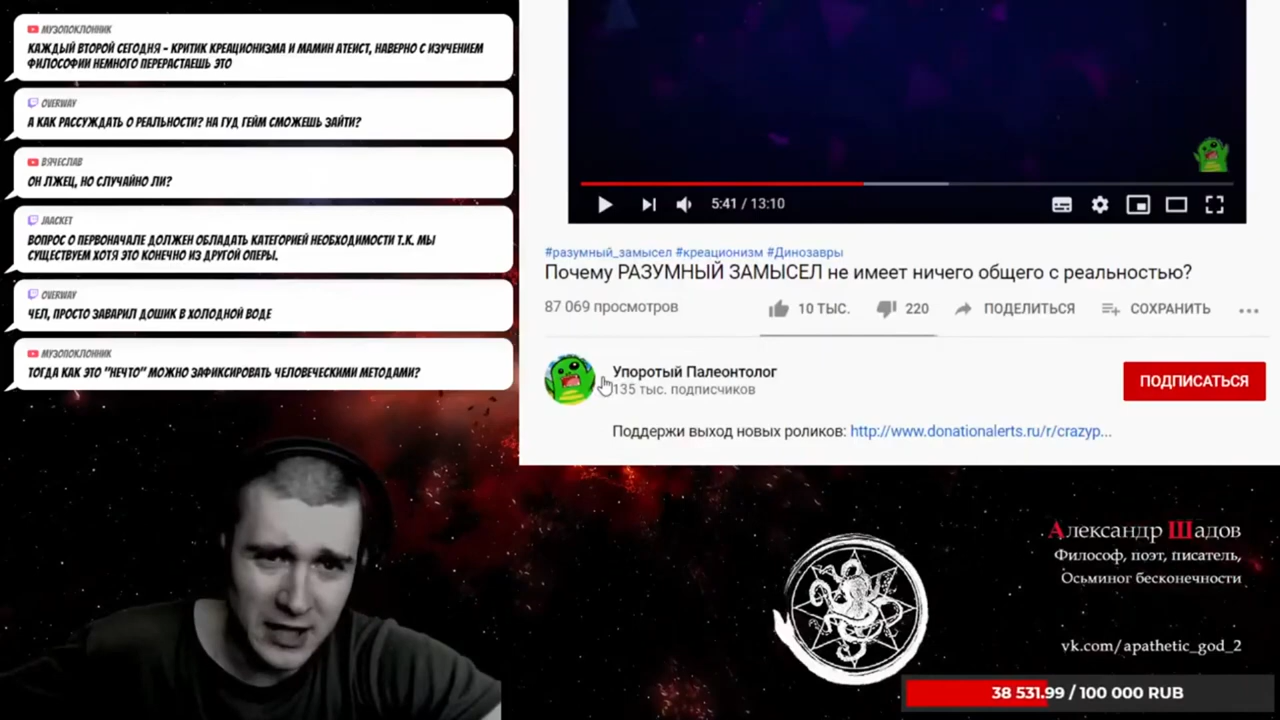 МУЗОПОКЛОННИК
КАЖДЫЙ ВТОРОЙ СЕГОДНЯ - КРИТИК КРЕАЦИОНИЗМА И МАМИН АТЕИСТ, НАВЕРНО С ИЗУЧЕНИЕМ
ФИЛОСОФИИ НЕМНОГО ПЕРЕРАСТАЕШЬ ЭТО
OVERWAY
А КАК РАССУЖДАТЬ О РЕАЛЬНОСТИ? НА ГУД ГЕЙМ СМОЖЕШЬ ЗАЙТИ?
ВЯЧЕСЛАВ
ОН ЛЖЕЦ, НО СЛУЧАЙНО ЛИ?
JAACKET
ВОПРОС О ПЕРВОНАЧАЛЕ ДОЛЖЕН ОБЛАДАТЬ КАТЕГОРИЕЙ НЕОБХОДИМОСТИ Т.К. МЫ
СУЩЕСТВУЕМ ХОТЯ ЭТО КОНЕЧНО ИЗ ДРУГОЙ ОПЕРЫ.
OVERWAY
ЧЕЛ, ПРОСТО ЗАВАРИЛ ДОШИК В ХОЛОДНОЙ ВОДЕ
МУЗОПОКЛОННИК
ТОГДА КАК ЭТО "НЕЧТО" МОЖНО ЗАФИКСИРОВАТЬ ЧЕЛОВЕЧЕСКИМИ МЕТОДАМИ?
5:41 / 13:10
#разумный_замысел #креационизм #Динозавры
Почему РАЗУМНЫЙ ЗАМЫСЕЛ не имеет ничего общего с реальностью?
87 069 просмотров
10 ТЫС.
220
ПОДЕЛИТЬСЯ
СОХРАНИТЬ
Упоротый Палеонтолог
135 тыс. подписчиков
ПОДПИСАТЬСЯ
Поддержи выход новых роликов: http://www.donationalerts.ru/r/crazyp...
Александр Шадов
Философ, поэт, писатель,
Осьминог бесконечности
vk.com/apathetic_god_2
38 531.99 / 100 000 RUB